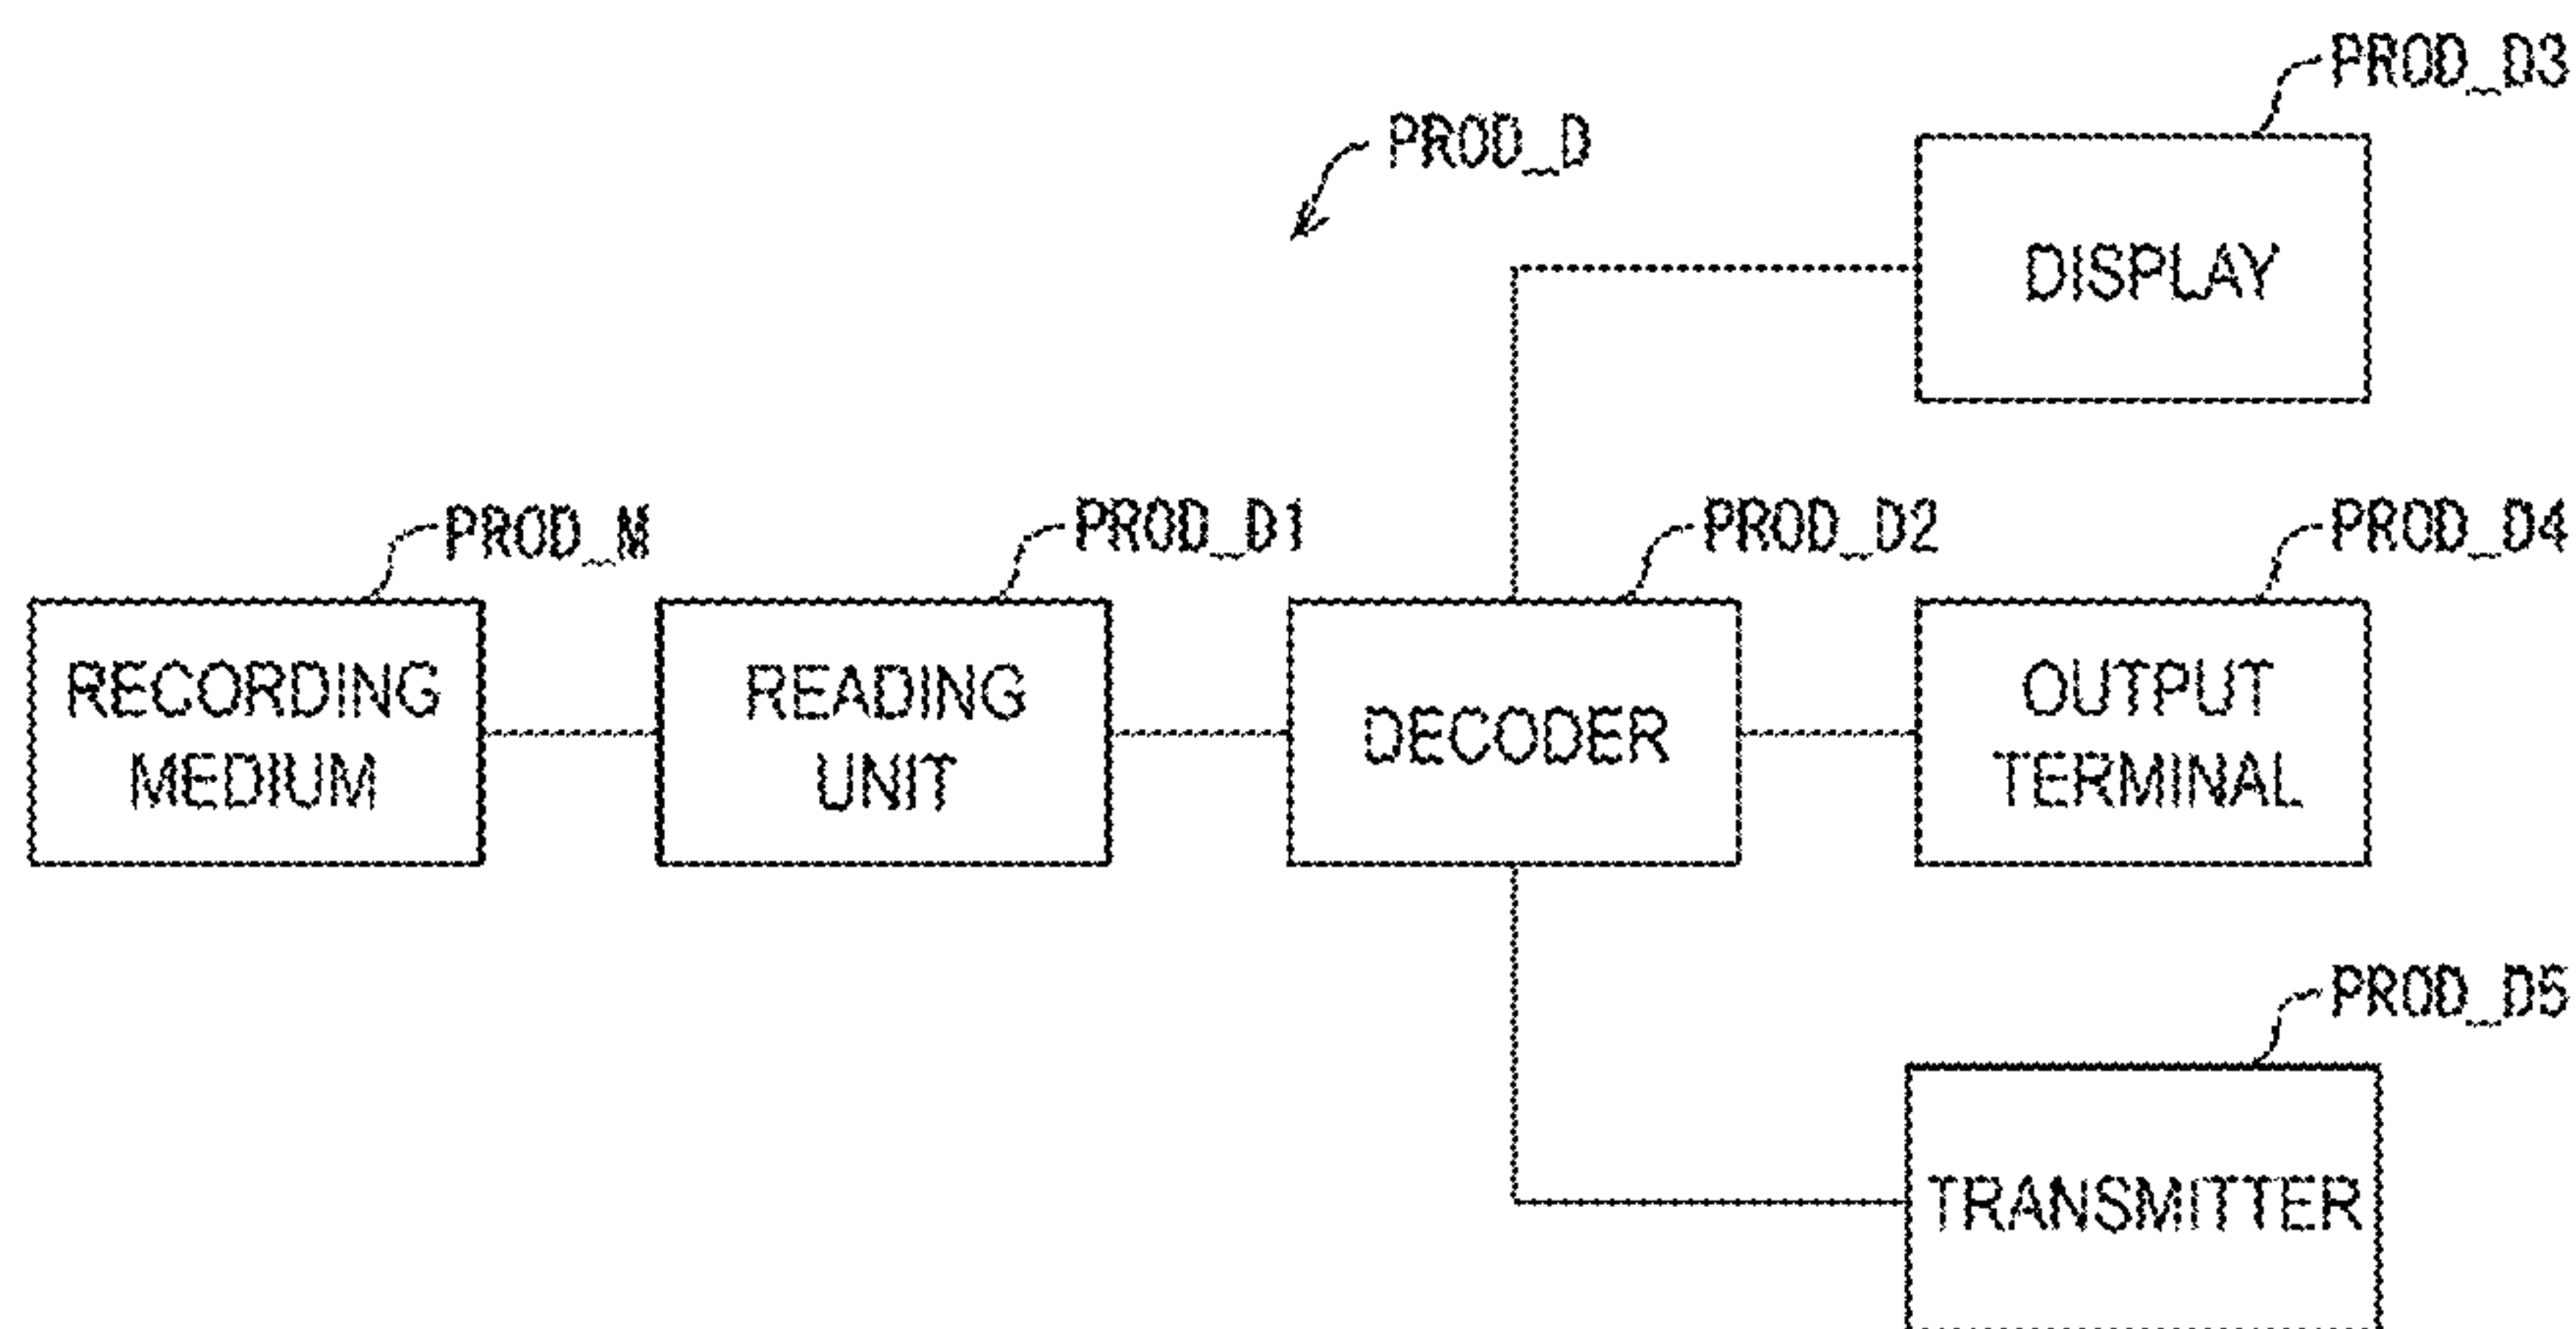 PROD_D3
PROD_D
DISPLAY
PROD_M
PROD_D1
PROD_D2
PROD_D4
RECORDING
MEDIUM
READING
UNIT
DECODER
OUTPUT
TERMINAL
PROD_D5
TRANSMITTER